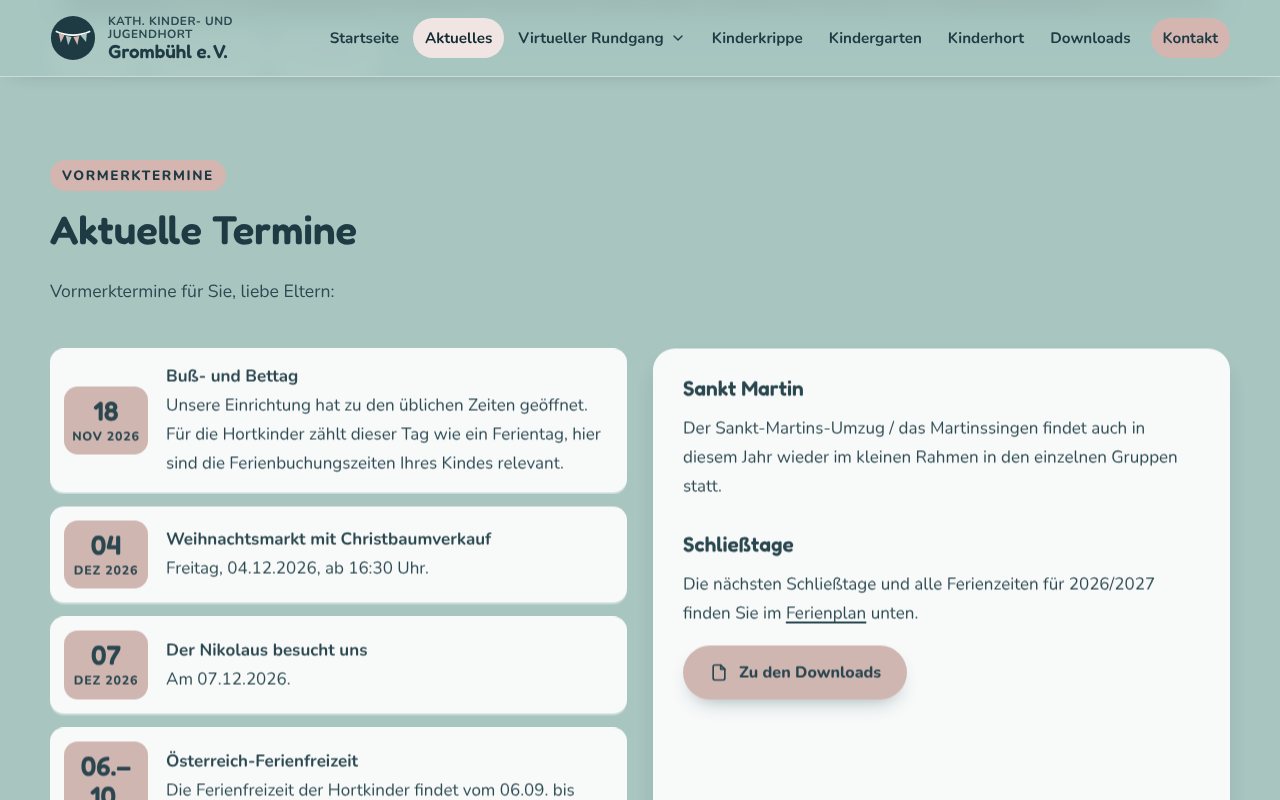 KATH. KINDER- UND
JUGENDHORT
Grombühl e. V.
Startseite
Aktuelles
Virtueller Rundgang
Kinderkrippe
Kindergarten
Kinderhort
Downloads
Kontakt
VORMERKTERMINE
Aktuelle Termine
Vormerktermine für Sie, liebe Eltern:
18
NOV 2026
Buß- und Bettag
Unsere Einrichtung hat zu den üblichen Zeiten geöffnet.
Für die Hortkinder zählt dieser Tag wie ein Ferientag, hier
sind die Ferienbuchungszeiten Ihres Kindes relevant.
04
DEZ 2026
Weihnachtsmarkt mit Christbaumverkauf
Freitag, 04.12.2026, ab 16:30 Uhr.
07
DEZ 2026
Der Nikolaus besucht uns
Am 07.12.2026.
06.–
10.
Österreich-Ferienfreizeit
Die Ferienfreizeit der Hortkinder findet vom 06.09. bis
Sankt Martin
Der Sankt-Martins-Umzug / das Martinssingen findet auch in
diesem Jahr wieder im kleinen Rahmen in den einzelnen Gruppen
statt.
Schließtage
Die nächsten Schließtage und alle Ferienzeiten für 2026/2027
finden Sie im Ferienplan unten.
Zu den Downloads